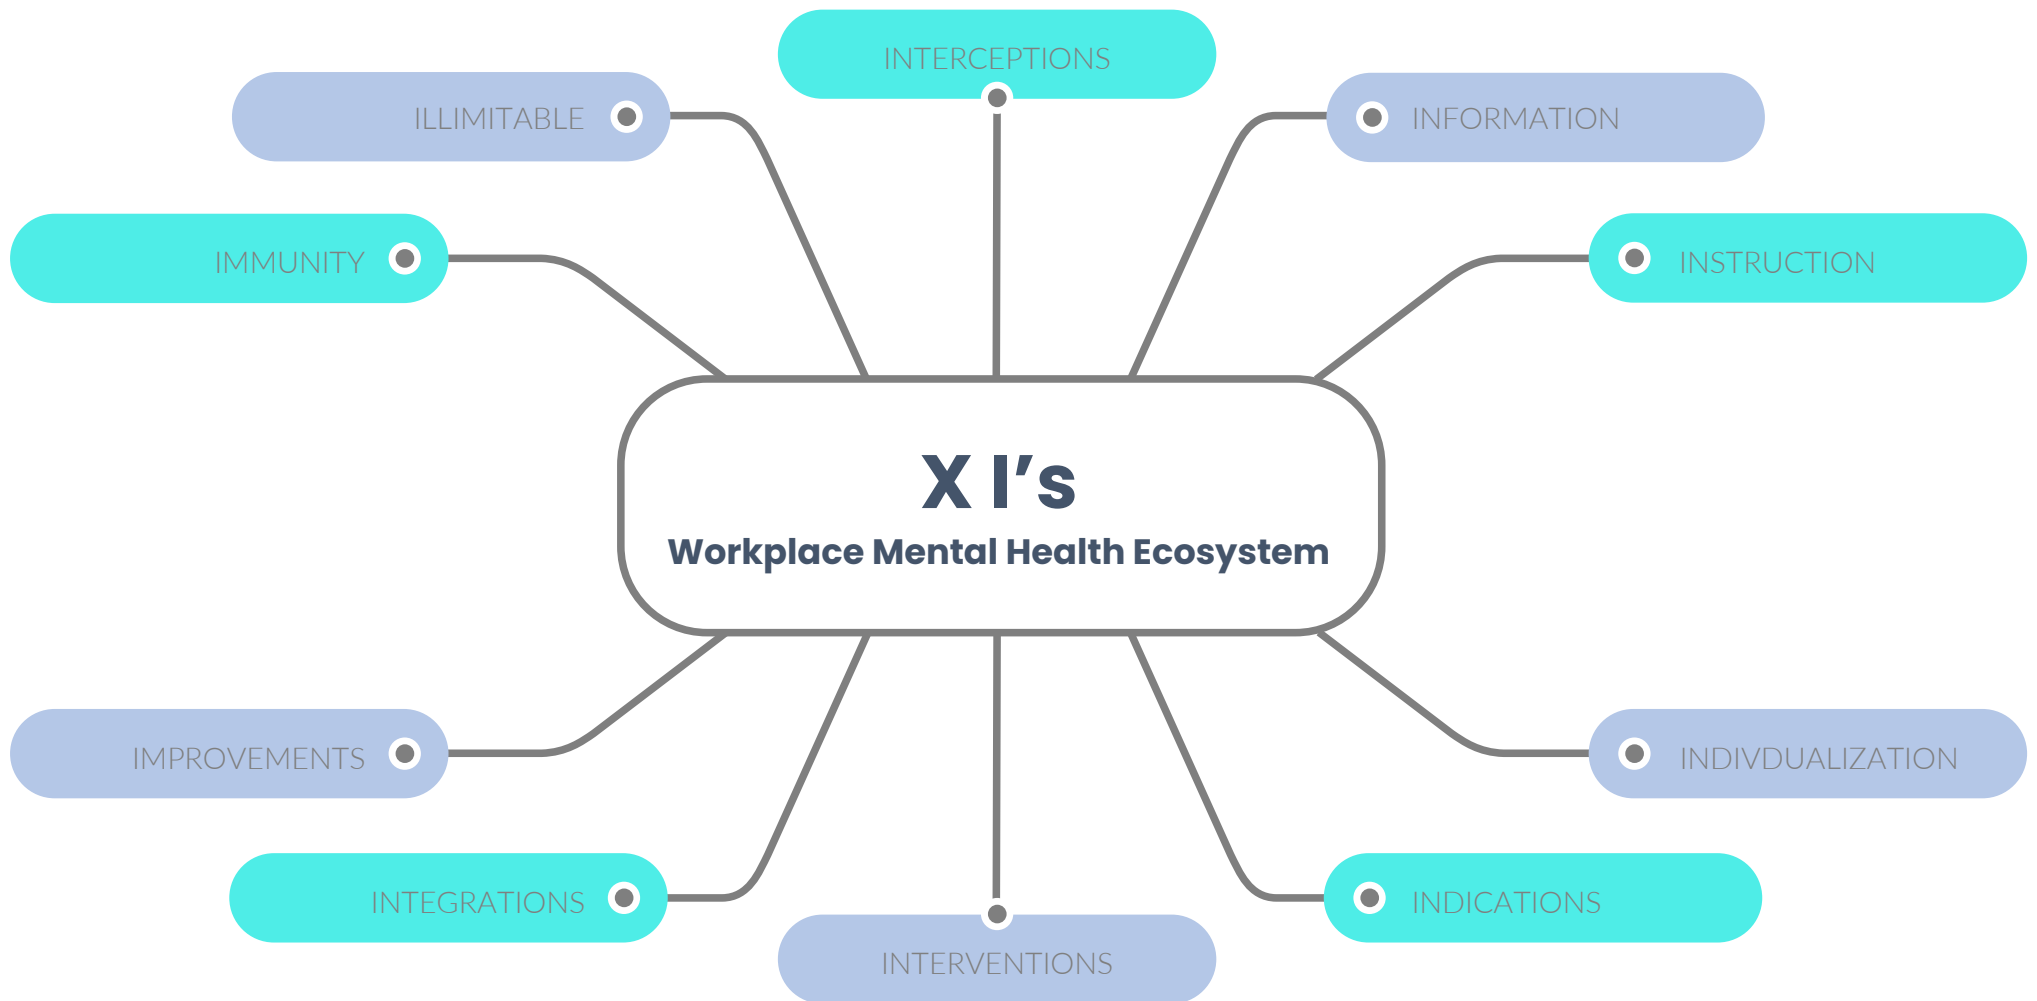 INTERCEPTIONS
ILLIMITABLE
INFORMATION
IMMUNITY
INSTRUCTION
X I’s
Workplace Mental Health Ecosystem
IMPROVEMENTS
INDIVDUALIZATION
INTEGRATIONS
INDICATIONS
INTERVENTIONS